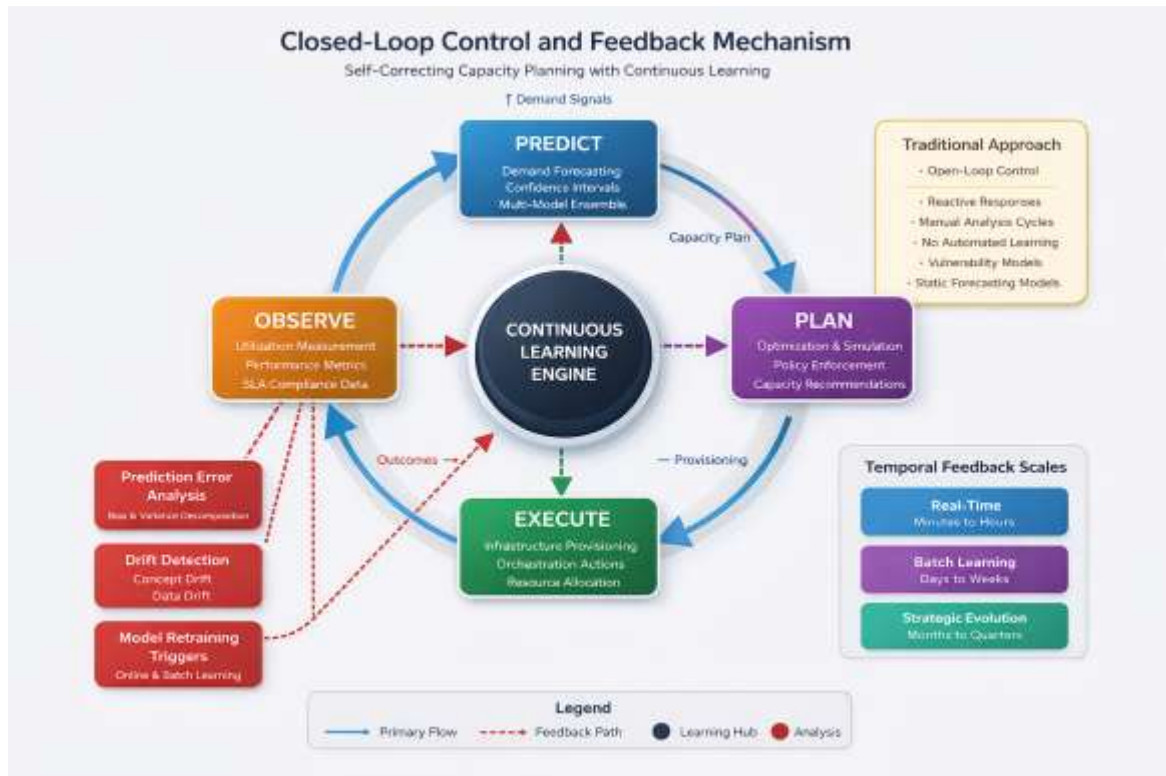 Closed-Loop Control and Feedback Mechanism
Self-Correcting Capacity Planning with Continuous Learning
↑ Demand Signals
PREDICT
Demand Forecasting
Confidence Intervals
Multi-Model Ensemble
Capacity Plan
Traditional Approach
- Open-Loop Control
- Reactive Responses
- Manual Analysis Cycles
- No Automated Learning
- Vulnerability Models
- Static Forecasting Models
OBSERVE
Utilization Measurement
Performance Metrics
SLA Compliance Data
CONTINUOUS
LEARNING
ENGINE
PLAN
Optimization & Simulation
Policy Enforcement
Capacity Recommendations
Outcomes →
— Provisioning
EXECUTE
Infrastructure Provisioning
Orchestration Actions
Resource Allocation
Prediction Error
Analysis
Bias & Variance Decomposition
Drift Detection
Concept Drift
Data Drift
Model Retraining
Triggers
Online & Batch Learning
Temporal Feedback Scales
Real-Time
Minutes to Hours
Batch Learning
Days to Weeks
Strategic Evolution
Months to Quarters
Legend
Primary Flow
Feedback Path
Learning Hub
Analysis